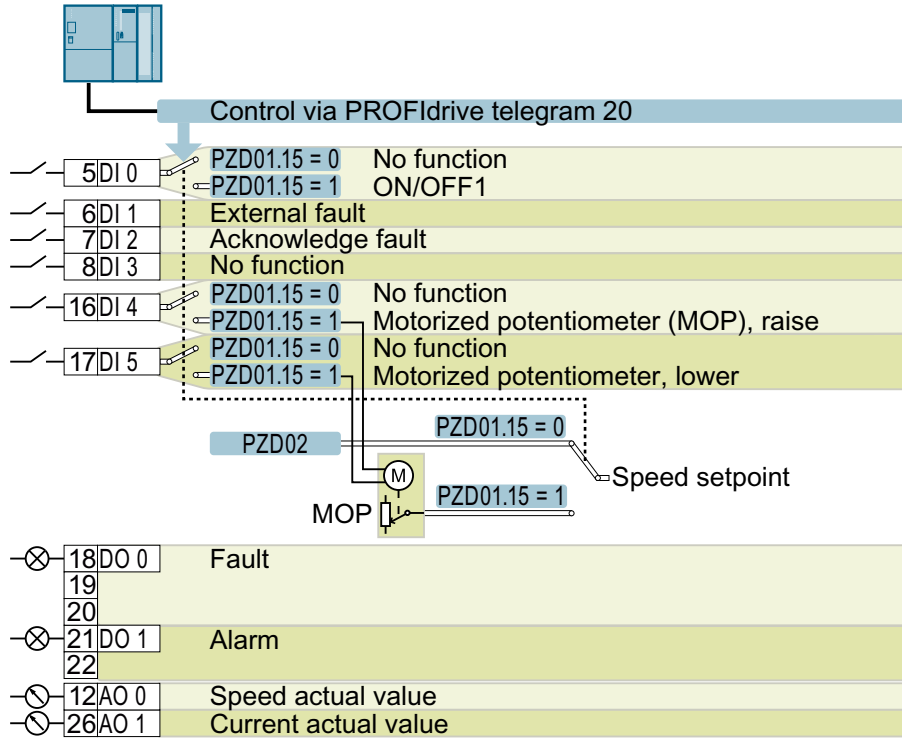 Control via PROFIdrive telegram 20
5 DI 0 PZD01.15 = 0 No function
PZD01.15 = 1 ON/OFF1
6 DI 1 External fault
7 DI 2 Acknowledge fault
8 DI 3 No function
16 DI 4 PZD01.15 = 0 No function
PZD01.15 = 1 Motorized potentiometer (MOP), raise
17 DI 5 PZD01.15 = 0 No function
PZD01.15 = 1 Motorized potentiometer, lower
PZD01.15 = 0
PZD02
M Speed setpoint
PZD01.15 = 1
MOP
18 DO 0 Fault
19
20
21 DO 1 Alarm
22
12 AO 0 Speed actual value
26 AO 1 Current actual value